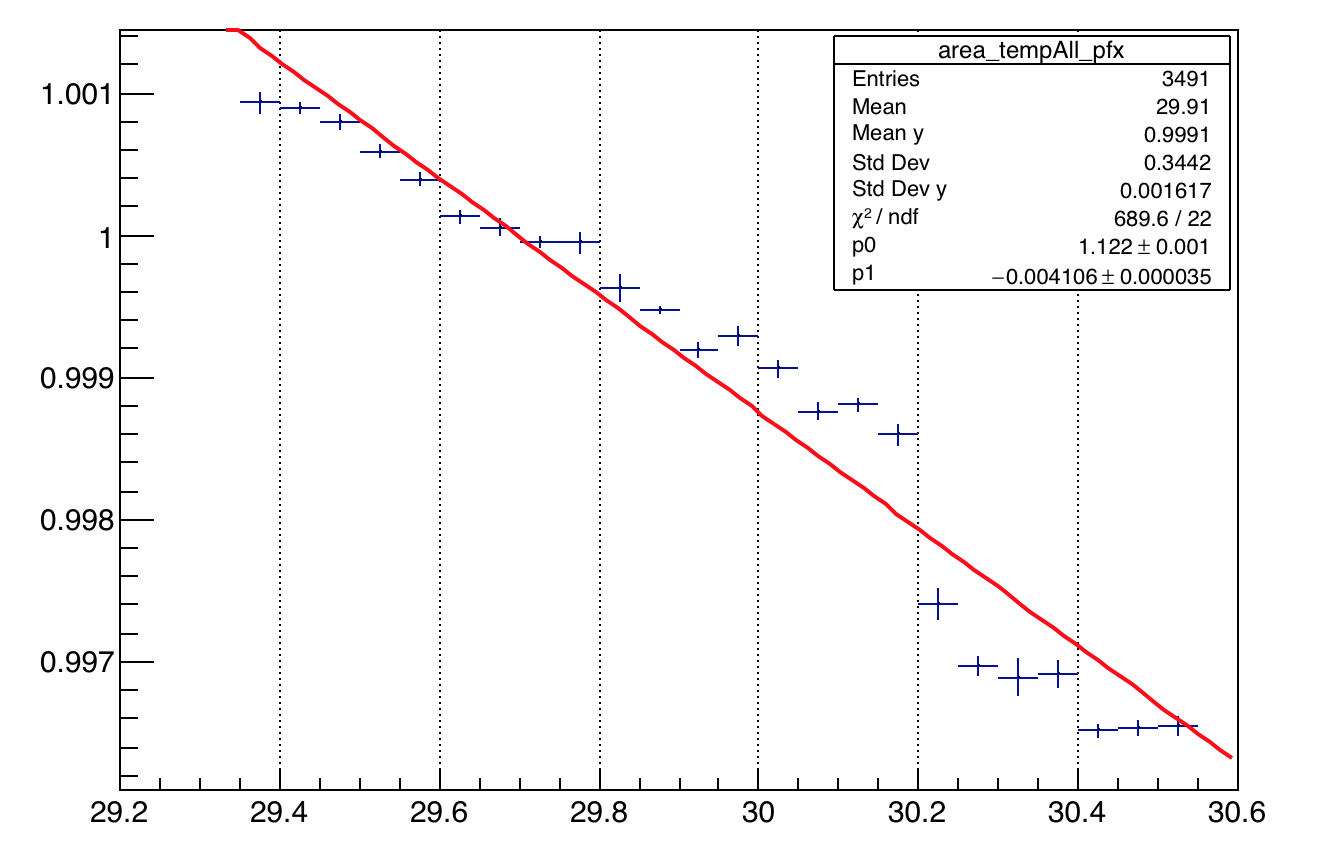 area_tempAll_pfx
Entries 3491
Mean 29.91
Mean y 0.9991
Std Dev 0.3442
Std Dev y 0.001617
χ² / ndf 689.6 / 22
p0 1.122 ± 0.001
p1 −0.004106 ± 0.000035
1.001
1
0.999
0.998
0.997
29.2 29.4 29.6 29.8 30 30.2 30.4 30.6